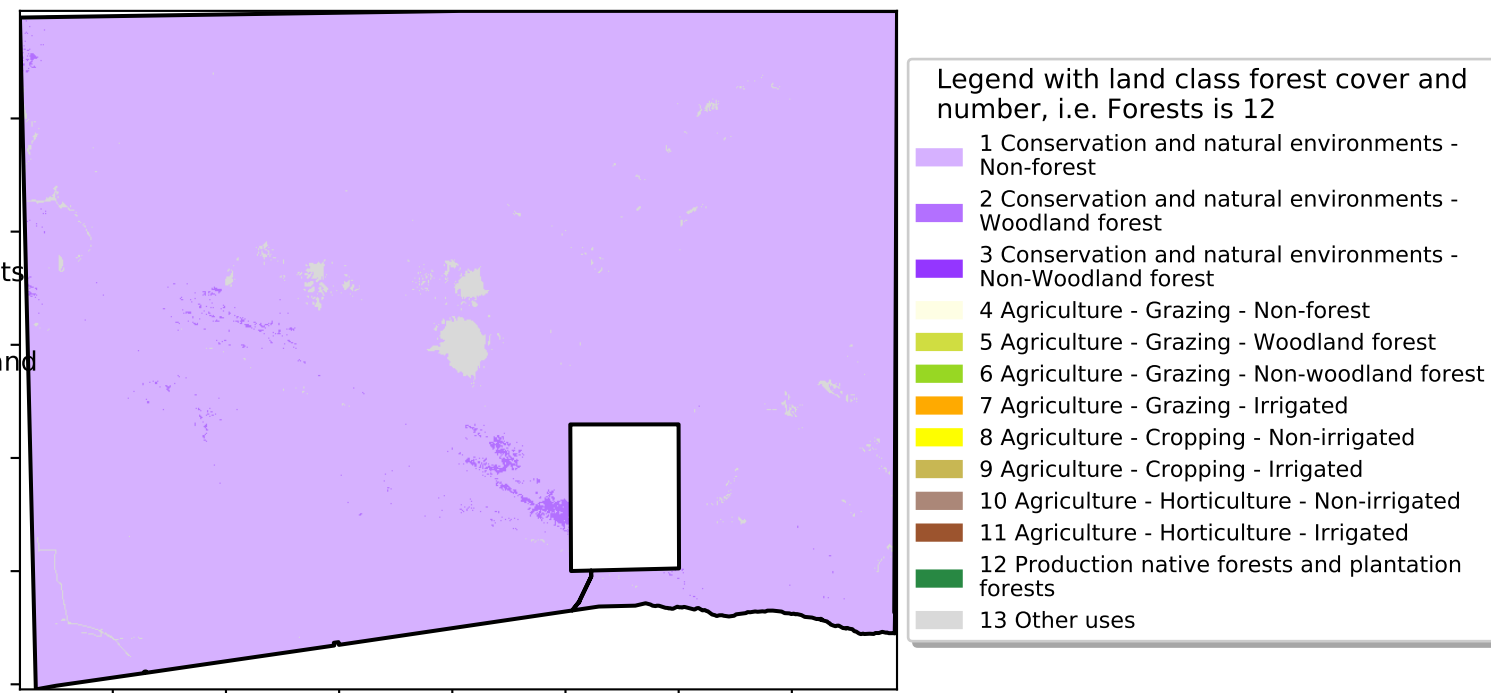 ts
and
Legend with land class forest cover and
number, i.e. Forests is 12
1 Conservation and natural environments -
Non-forest
2 Conservation and natural environments -
Woodland forest
3 Conservation and natural environments -
Non-Woodland forest
4 Agriculture - Grazing - Non-forest
5 Agriculture - Grazing - Woodland forest
6 Agriculture - Grazing - Non-woodland forest
7 Agriculture - Grazing - Irrigated
8 Agriculture - Cropping - Non-irrigated
9 Agriculture - Cropping - Irrigated
10 Agriculture - Horticulture - Non-irrigated
11 Agriculture - Horticulture - Irrigated
12 Production native forests and plantation
forests
13 Other uses